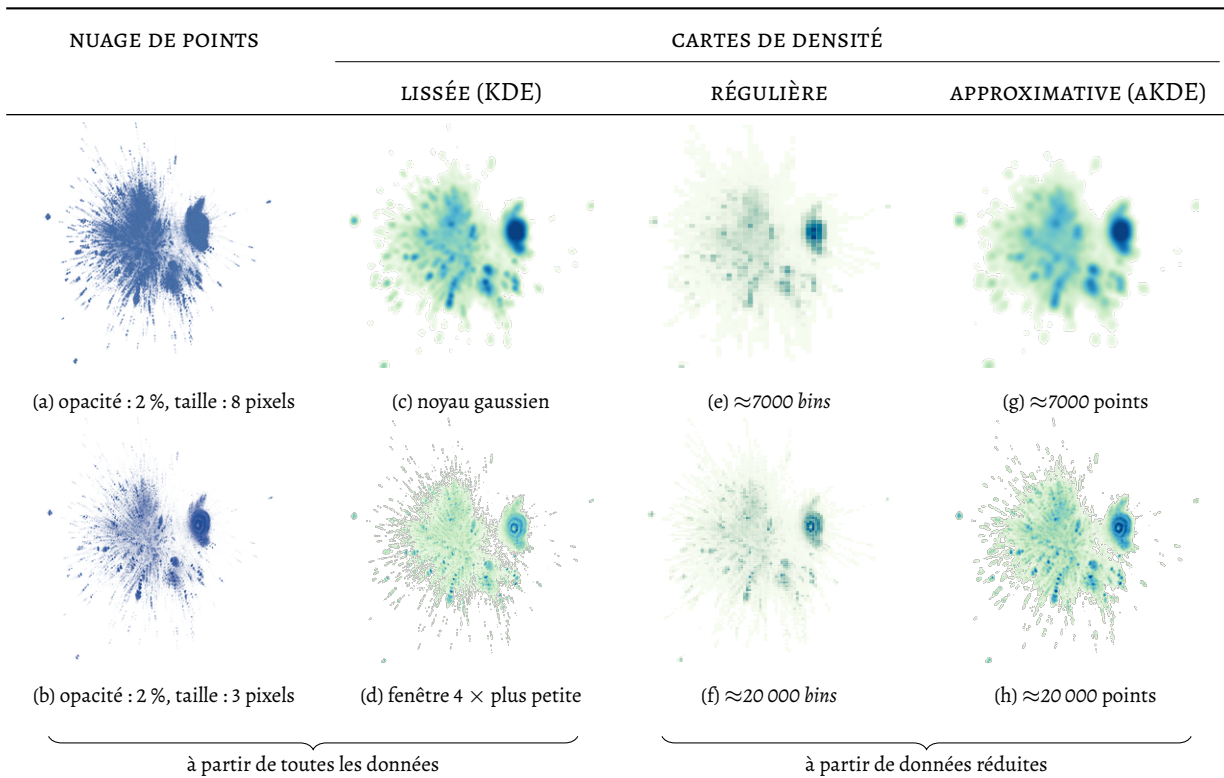 NUAGE DE POINTS
CARTES DE DENSITÉ
LISSÉE (KDE)
RÉGULIÈRE
APPROXIMATIVE (AKDE)
(a) opacité : 2 %, taille : 8 pixels
(c) noyau gaussien
(e) ≈7000 bins
(g) ≈7000 points
(b) opacité : 2 %, taille : 3 pixels
(d) fenêtre 4 × plus petite
(f) ≈20 000 bins
(h) ≈20 000 points
à partir de toutes les données
à partir de données réduites